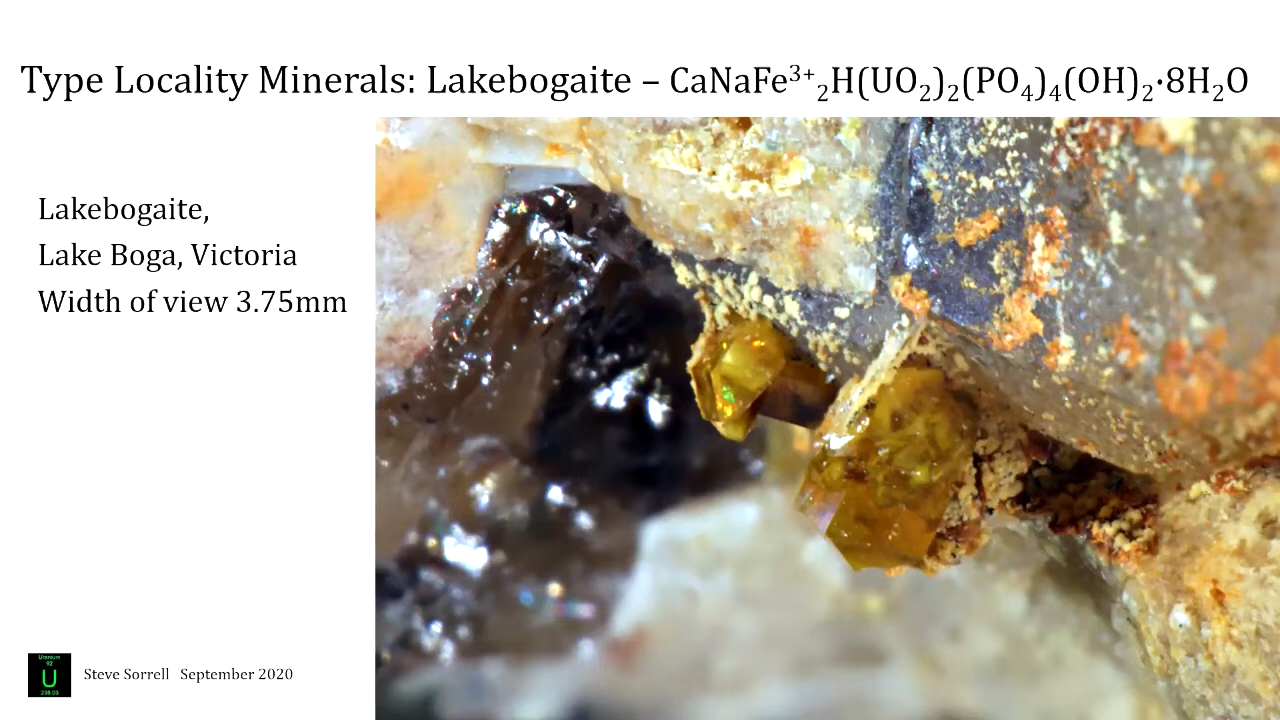 Type Locality Minerals: Lakebogaite – CaNaFe³⁺₂H(UO₂)₂(PO₄)₄(OH)₂·8H₂O
Lakebogaite,
Lake Boga, Victoria
Width of view 3.75mm
Uranium
92
U
238.03
Steve Sorrell September 2020